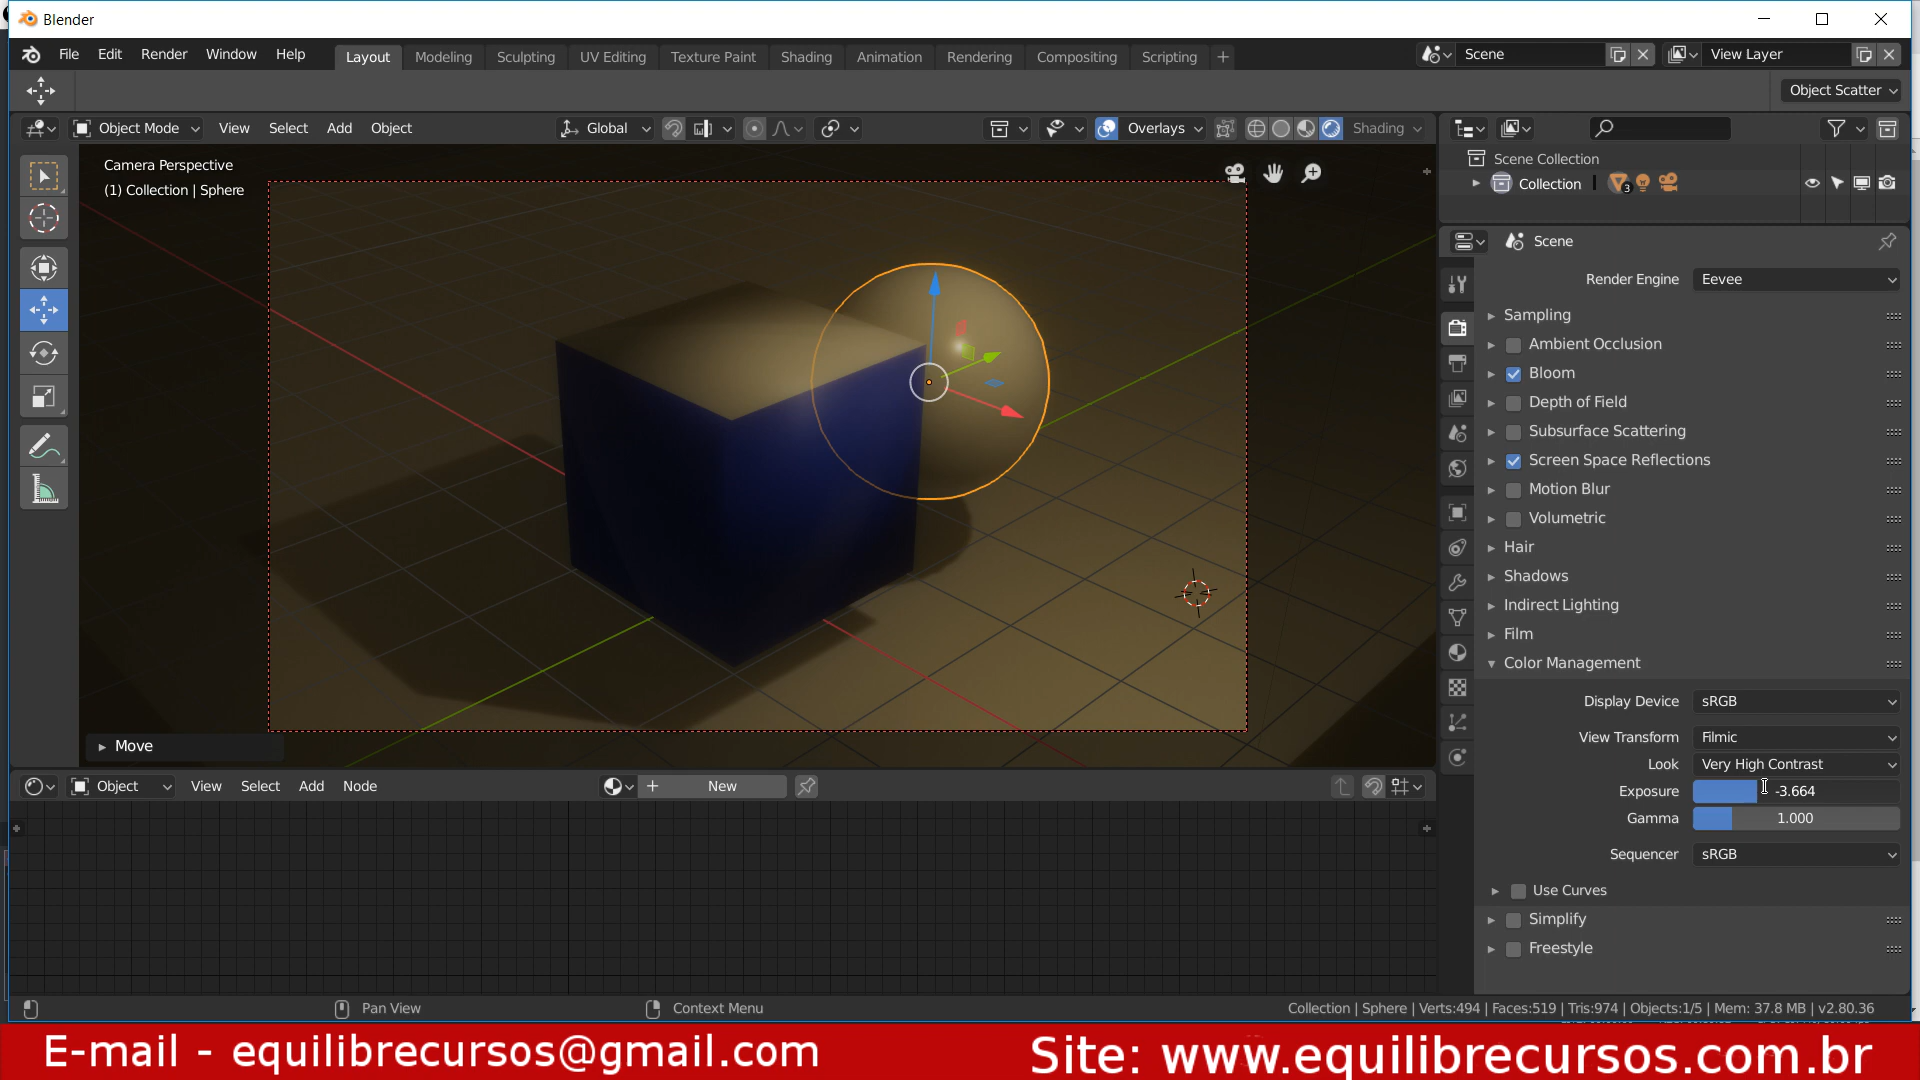 Blender
File Edit Render Window Help
Layout Modeling Sculpting UV Editing Texture Paint Shading Animation Rendering Compositing Scripting +
Scene
View Layer
Object Scatter
Object Mode View Select Add Object
Global
Overlays
Shading
Camera Perspective
(1) Collection | Sphere
Scene Collection
Collection
3
Scene
Render Engine Eevee
Sampling
Ambient Occlusion
Bloom
Depth of Field
Subsurface Scattering
Screen Space Reflections
Motion Blur
Volumetric
Hair
Shadows
Indirect Lighting
Film
Color Management
Display Device sRGB
View Transform Filmic
Look Very High Contrast
Exposure -3.664
Gamma 1.000
Sequencer sRGB
Use Curves
Simplify
Freestyle
Move
Object View Select Add Node
New
Pan View
Context Menu
Collection | Sphere | Verts:494 | Faces:519 | Tris:974 | Objects:1/5 | Mem: 37.8 MB | v2.80.36
E-mail - equilibrecursos@gmail.com
Site: www.equilibrecursos.com.br